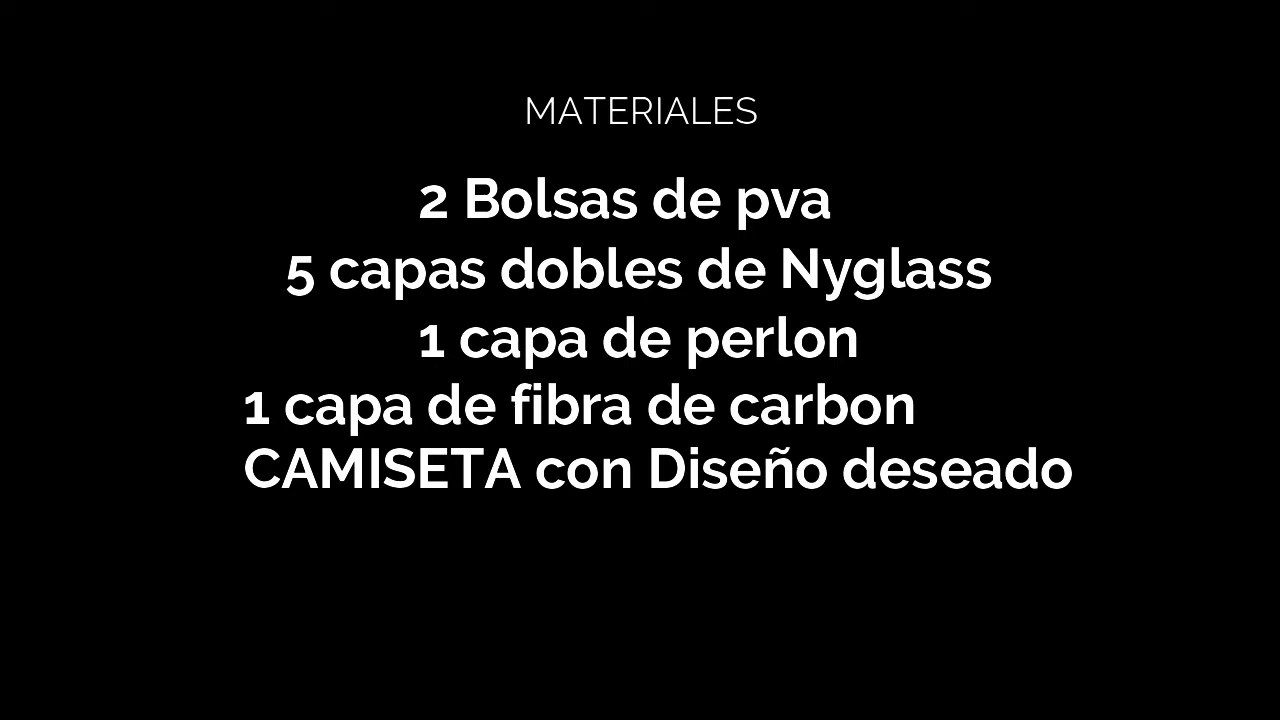 MATERIALES
2 Bolsas de pva
5 capas dobles de Nyglass
1 capa de perlon
1 capa de fibra de carbon
CAMISETA con Diseño deseado